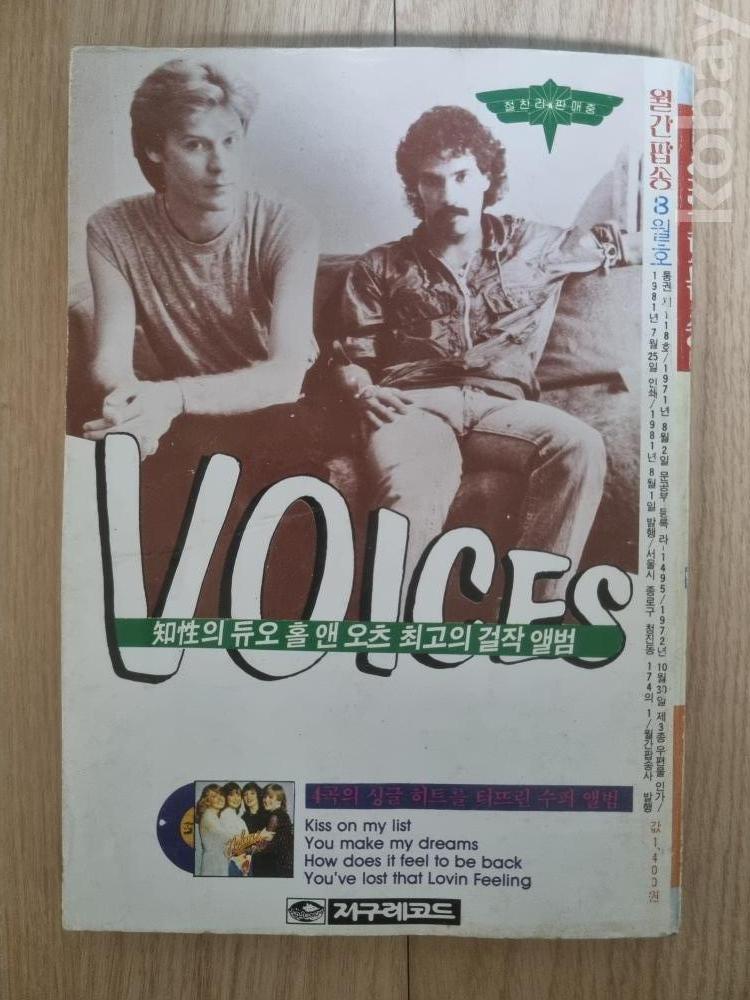 kobay
절찬리 판매중
VOICES
知性의 듀오 홀 앤 오츠 최고의 걸작 앨범
4곡의 싱글 히트를 터뜨린 수퍼 앨범
Kiss on my list
You make my dreams
How does it feel to be back
You've lost that Lovin Feeling
지구레코드
월간팝송 8월호
통권 제118호/1971년 8월 2일 문공부 등록 라-1495/1972년 10월 30일 제3종우편물 인가/
1981년 7월 25일 인쇄/1981년 8월 1일 발행/서울시 종로구 청진동 174의 1/월간팝송사 발행
값 1,400원